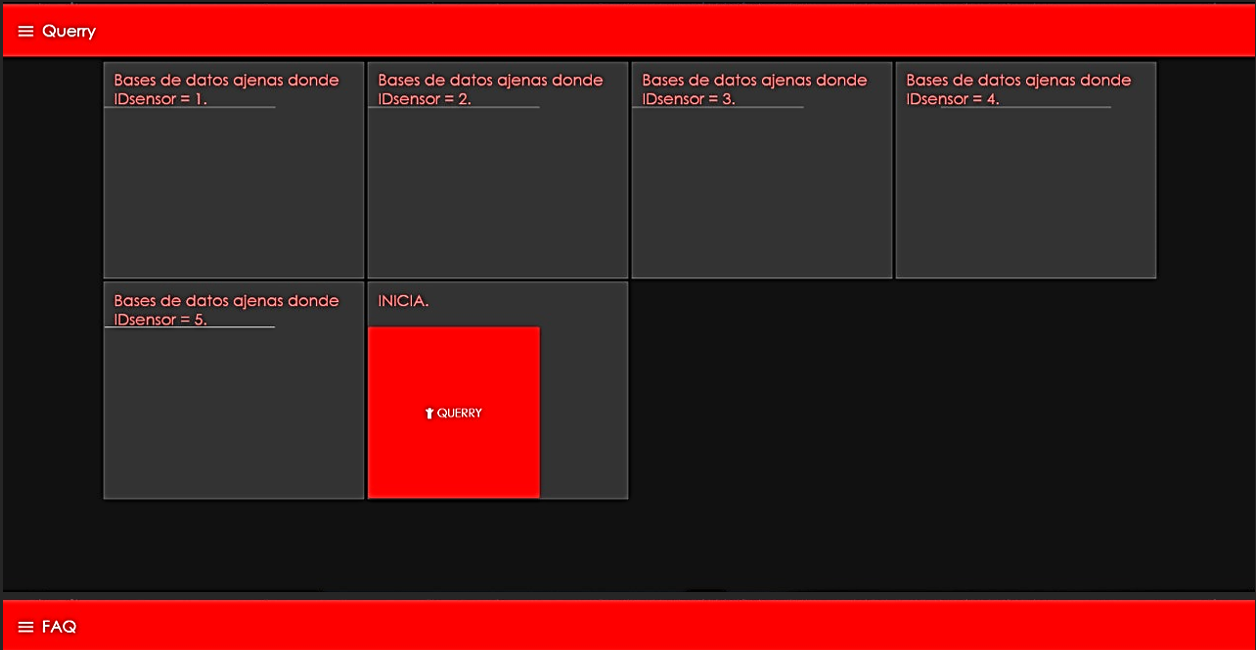 Querry
Bases de datos ajenas donde
IDsensor = 1.
Bases de datos ajenas donde
IDsensor = 2.
Bases de datos ajenas donde
IDsensor = 3.
Bases de datos ajenas donde
IDsensor = 4.
Bases de datos ajenas donde
IDsensor = 5.
INICIA.
QUERRY
FAQ